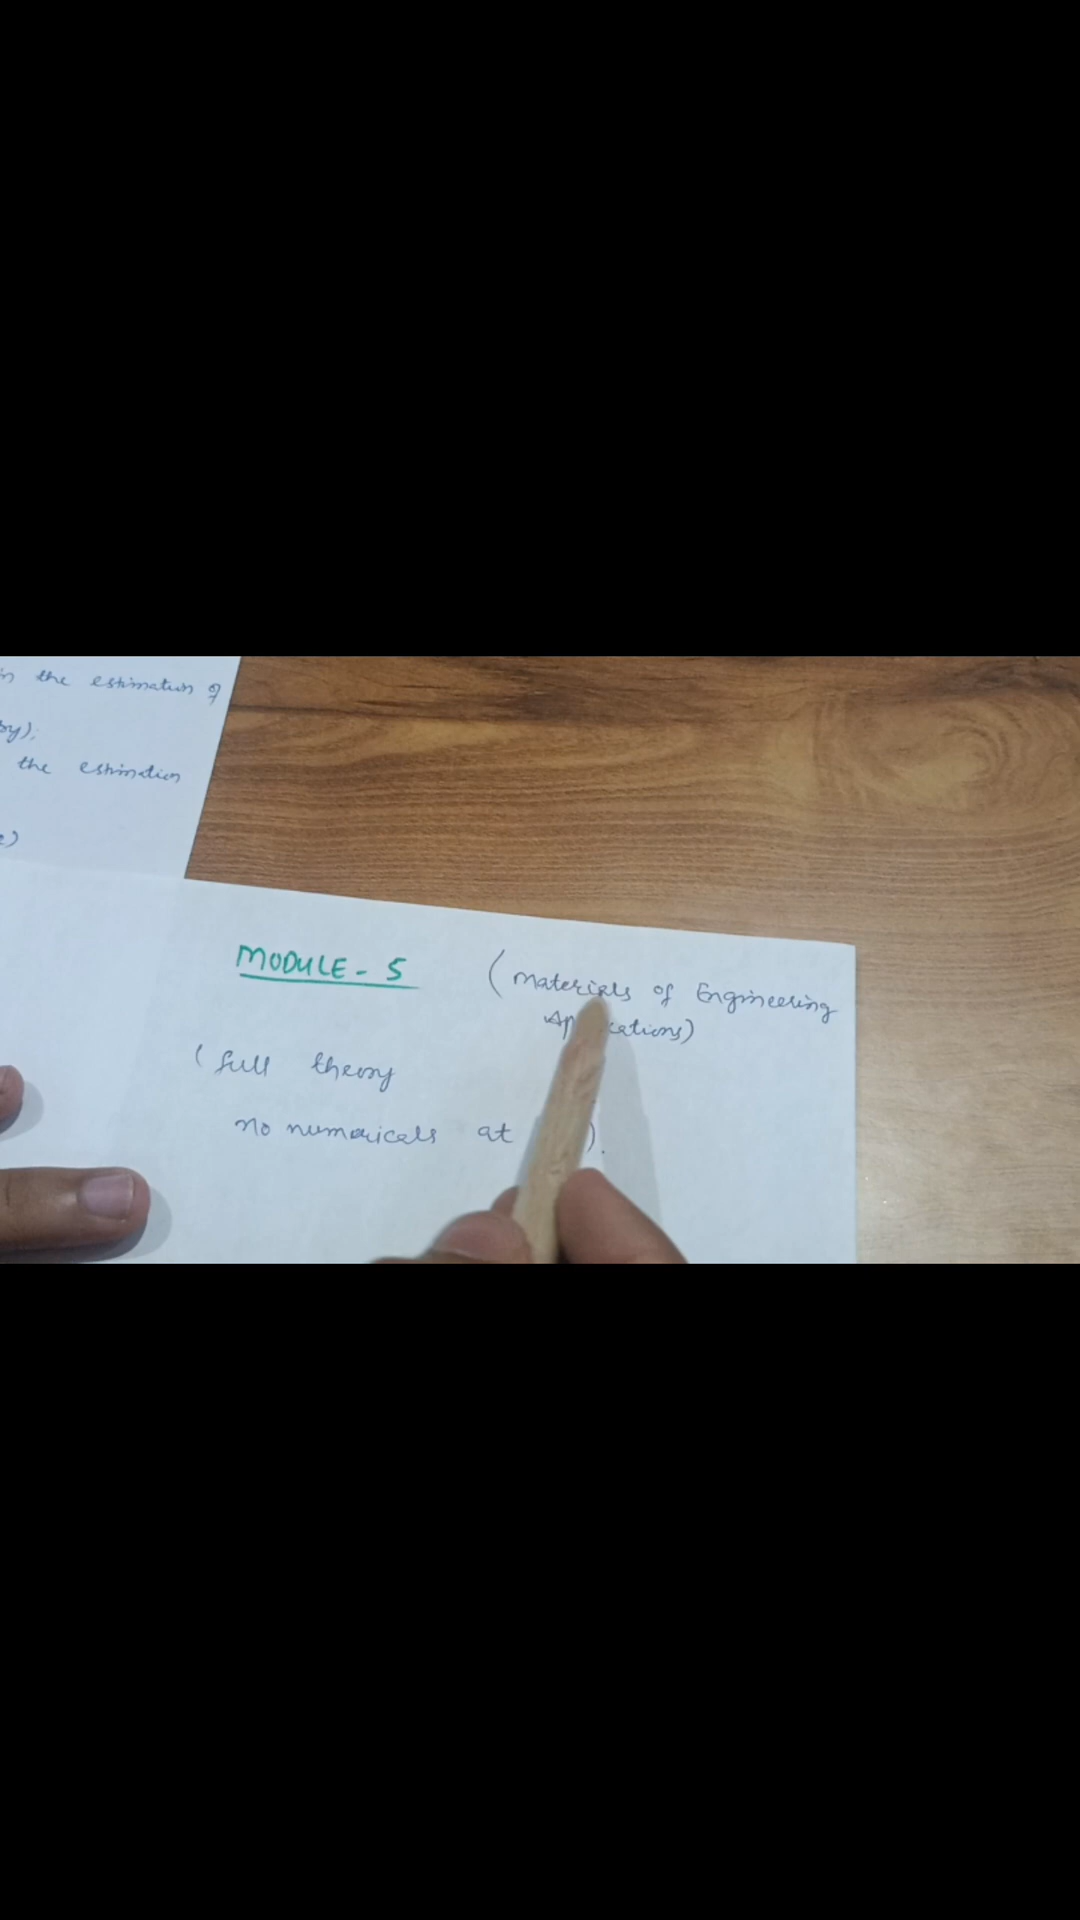 the estimation of
the estimation
MODULE - 5 (Materials of Engineering
(full theory
no numericals at ).